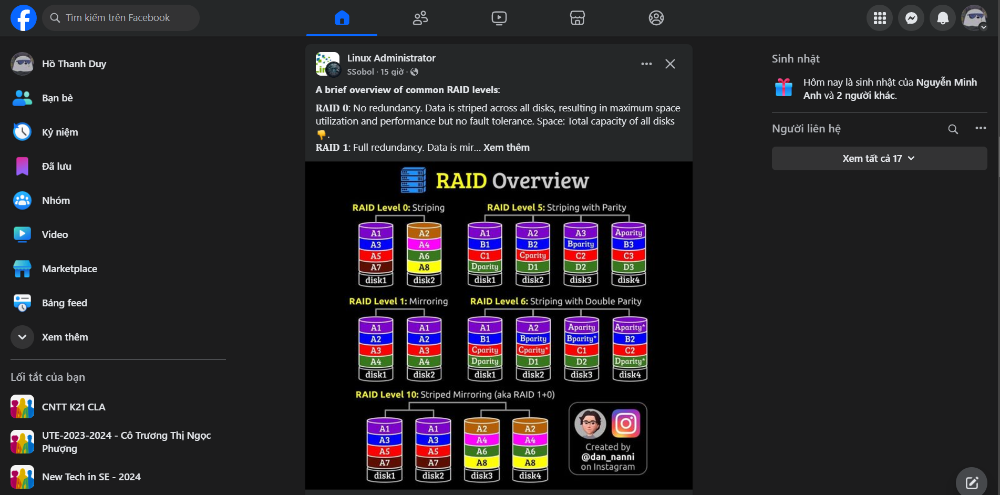 Tìm kiếm trên Facebook
Hồ Thanh Duy
Bạn bè
Kỷ niệm
Đã lưu
Nhóm
Video
Marketplace
Bảng feed
Xem thêm
Lối tắt của bạn
CNTT K21 CLA
UTE-2023-2024 - Cô Trương Thị Ngọc
Phượng
New Tech in SE - 2024
Linux Administrator
SSobol · 15 giờ ·
A brief overview of common RAID levels:
RAID 0: No redundancy. Data is striped across all disks, resulting in maximum space
utilization and performance but no fault tolerance. Space: Total capacity of all disks
👎.
RAID 1: Full redundancy. Data is mir... Xem thêm
RAID Overview
RAID Level 0: Striping
A1 A2
A3 A4
A5 A6
A7 A8
disk1 disk2
RAID Level 5: Striping with Parity
A1 A2 A3 Aparity
B1 B2 Bparity B3
C1 Cparity C2 C3
Dparity D1 D2 D3
disk1 disk2 disk3 disk4
RAID Level 1: Mirroring
A1 A1
A2 A2
A3 A3
A4 A4
disk1 disk2
RAID Level 6: Striping with Double Parity
A1 A2 Aparity Aparity*
B1 Bparity Bparity* B2
Cparity Cparity* C1 C2
Dparity D1 D2 Dparity*
disk1 disk2 disk3 disk4
RAID Level 10: Striped Mirroring (aka RAID 1+0)
A1 A1 A2 A2
A3 A3 A4 A4
A5 A5 A6 A6
A7 A7 A8 A8
disk1 disk2 disk3 disk4
Created by
@dan_nanni
on Instagram
Sinh nhật
Hôm nay là sinh nhật của Nguyễn Minh
Anh và 2 người khác.
Người liên hệ
Xem tất cả 17